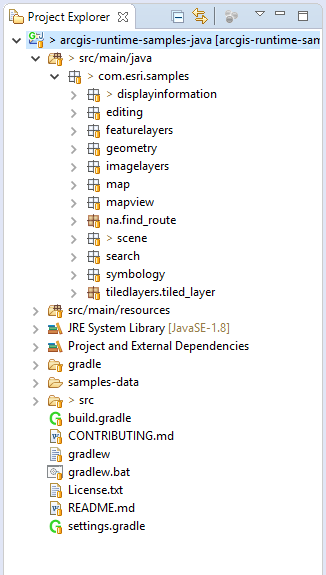 Project Explorer
> arcgis-runtime-samples-java [arcgis-runtime-sam
> src/main/java
> com.esri.samples
> displayinformation
editing
featurelayers
geometry
imagelayers
map
mapview
na.find_route
> scene
search
symbology
tiledlayers.tiled_layer
src/main/resources
JRE System Library [JavaSE-1.8]
Project and External Dependencies
gradle
samples-data
> src
build.gradle
CONTRIBUTING.md
gradlew
gradlew.bat
License.txt
README.md
settings.gradle